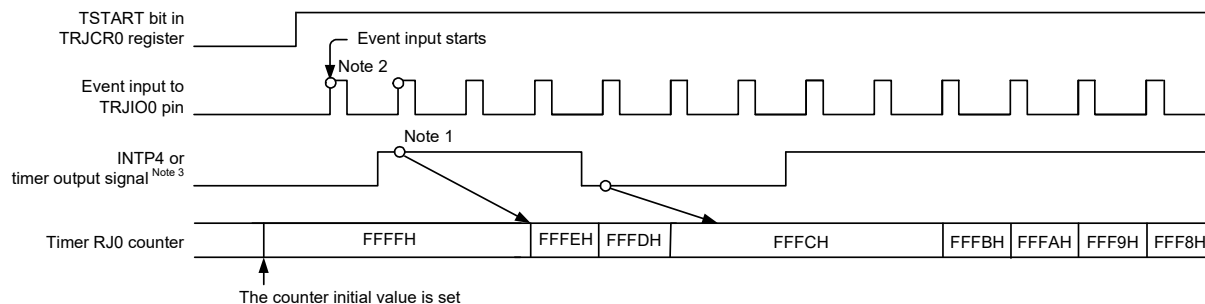 TSTART bit in
TRJCR0 register
Event input starts
Note 2
Event input to
TRJIO0 pin
Note 1
INTP4 or
timer output signal Note 3
Timer RJ0 counter
FFFFH
FFFEH
FFFDH
FFFCH
FFFBH
FFFAH
FFF9H
FFF8H
The counter initial value is set